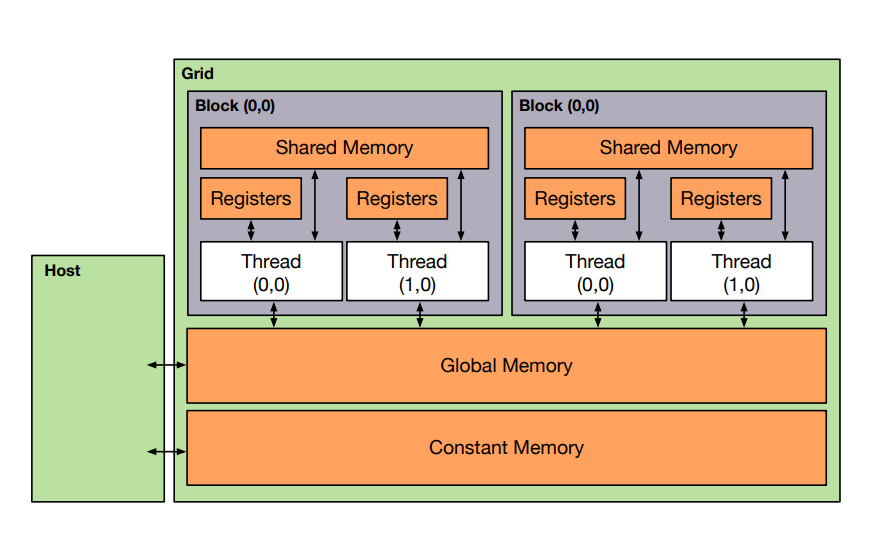 Grid
Block (0,0)
Block (0,0)
Shared Memory
Shared Memory
Registers
Registers
Registers
Registers
Thread
(0,0)
Thread
(1,0)
Thread
(0,0)
Thread
(1,0)
Host
Global Memory
Constant Memory